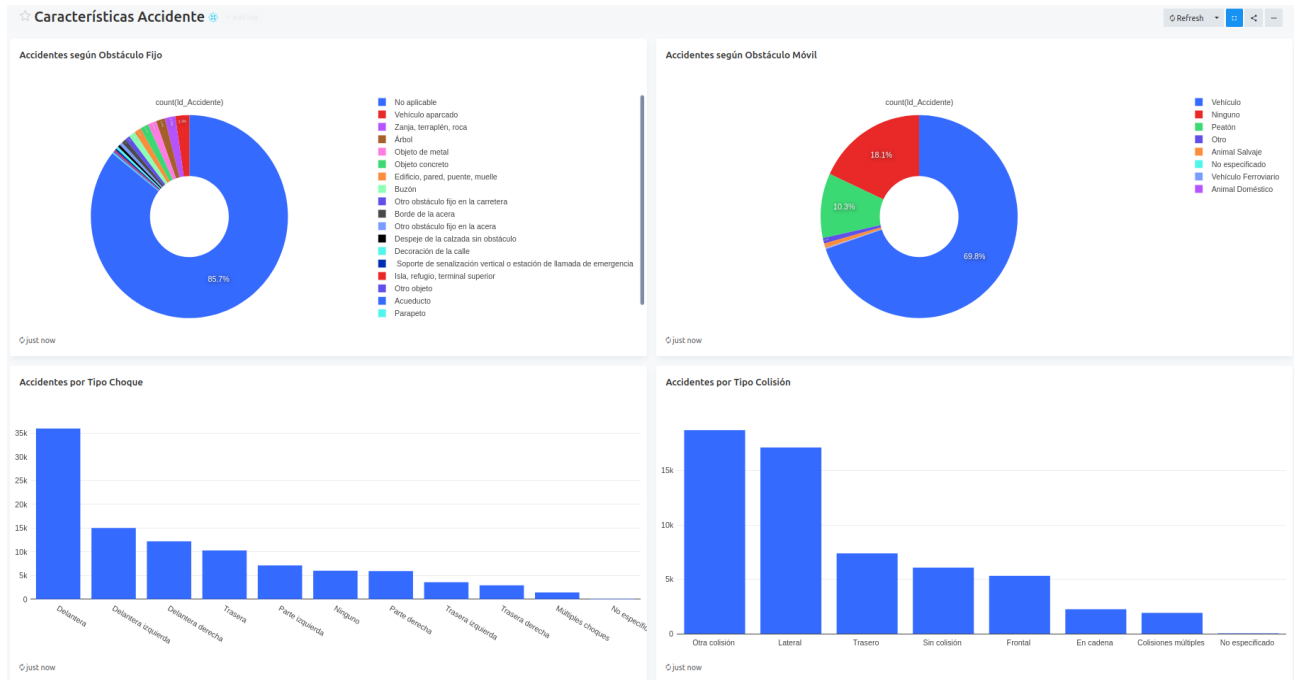 Características Accidente
Refresh
Accidentes según Obstáculo Fijo
count(Id_Accidente)
85.7%
No aplicable
Vehículo aparcado
Zanja, terraplén, roca
Árbol
Objeto de metal
Objeto concreto
Edificio, pared, puente, muelle
Buzón
Otro obstáculo fijo en la carretera
Borde de la acera
Otro obstáculo fijo en la acera
Despeje de la calzada sin obstáculo
Decoración de la calle
Soporte de senalización vertical o estación de llamada de emergencia
Isla, refugio, terminal superior
Otro objeto
Acueducto
Parapeto
just now
Accidentes según Obstáculo Móvil
count(Id_Accidente)
18.1%
10.3%
69.8%
Vehículo
Ninguno
Peatón
Otro
Animal Salvaje
No especificado
Vehículo Ferroviario
Animal Doméstico
just now
Accidentes por Tipo Choque
35k
30k
25k
20k
15k
10k
5k
0
Delantera
Delantera izquierda
Delantera derecha
Trasera
Parte izquierda
Ninguno
Parte derecha
Trasera izquierda
Trasera derecha
Múltiples choques
No especific
just now
Accidentes por Tipo Colisión
15k
10k
5k
0
Otra colisión
Lateral
Trasero
Sin colisión
Frontal
En cadena
Colisiones múltiples
No especificado
just now